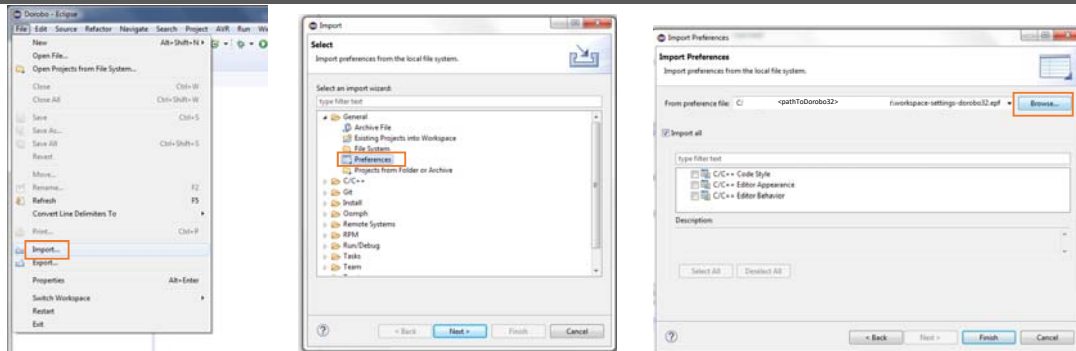 Dorobo - Eclipse
File Edit Source Refactor Navigate Search Project AVR Run
New Alt+Shift+N
Open File...
Open Projects from File System...
Close Ctrl+W
Close All Ctrl+Shift+W
Save Ctrl+S
Save As...
Save All Ctrl+Shift+S
Revert
Move...
Rename... F2
Refresh F5
Convert Line Delimiters To
Print... Ctrl+P
Import...
Export...
Properties Alt+Enter
Switch Workspace
Restart
Exit
Import
Select
Import preferences from the local file system.
Select an import wizard:
type filter text
General
Archive File
Existing Projects into Workspace
File System
Preferences
Projects from Folder or Archive
C/C++
Git
Install
Oomph
Remote Systems
RPM
Run/Debug
Tasks
Team
< Back Next > Finish Cancel
Import Preferences
Import Preferences
Import preferences from the local file system.
From preference file: C:/ <pathToDorobo32> r\workspace-settings-dorobo32.epf Browse...
Import all
type filter text
C/C++ Code Style
C/C++ Editor Appearance
C/C++ Editor Behavior
Description:
Select All Deselect All
< Back Next > Finish Cancel